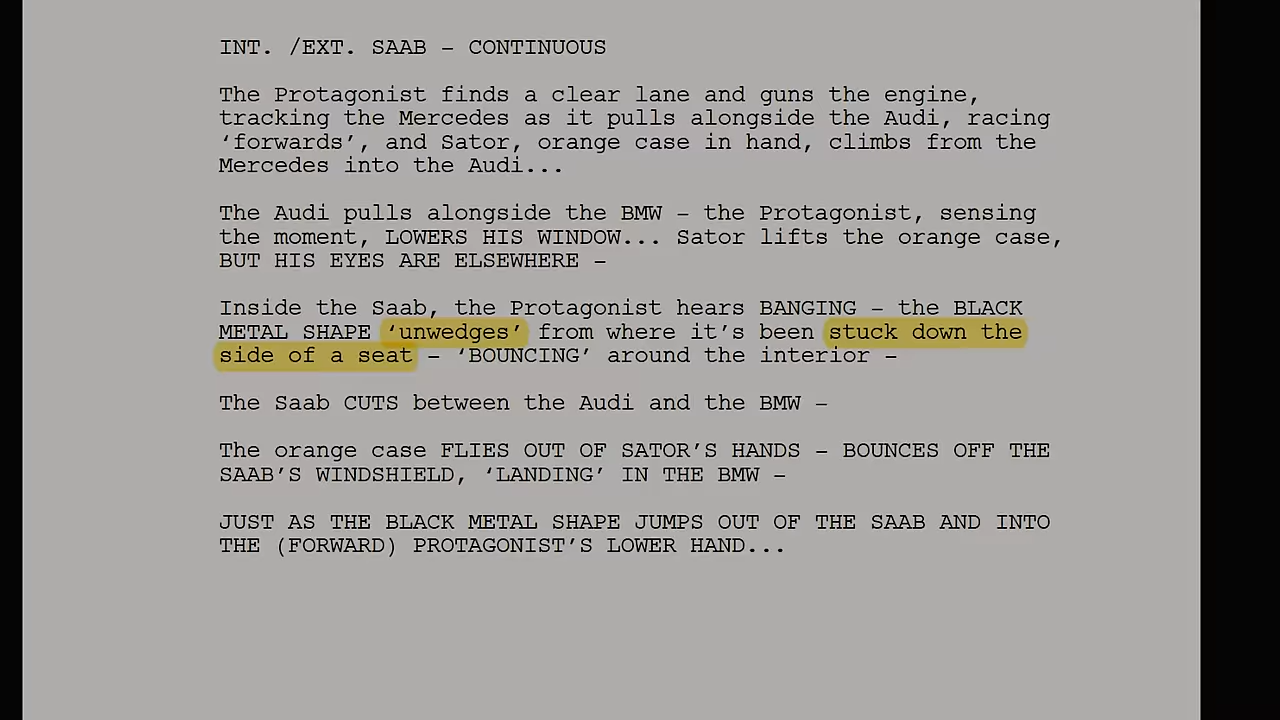 INT. /EXT. SAAB – CONTINUOUS
The Protagonist finds a clear lane and guns the engine,
tracking the Mercedes as it pulls alongside the Audi, racing
‘forwards’, and Sator, orange case in hand, climbs from the
Mercedes into the Audi...
The Audi pulls alongside the BMW – the Protagonist, sensing
the moment, LOWERS HIS WINDOW... Sator lifts the orange case,
BUT HIS EYES ARE ELSEWHERE –
Inside the Saab, the Protagonist hears BANGING – the BLACK
METAL SHAPE ‘unwedges’ from where it’s been stuck down the
side of a seat – ‘BOUNCING’ around the interior –
The Saab CUTS between the Audi and the BMW –
The orange case FLIES OUT OF SATOR’S HANDS – BOUNCES OFF THE
SAAB’S WINDSHIELD, ‘LANDING’ IN THE BMW –
JUST AS THE BLACK METAL SHAPE JUMPS OUT OF THE SAAB AND INTO
THE (FORWARD) PROTAGONIST’S LOWER HAND...